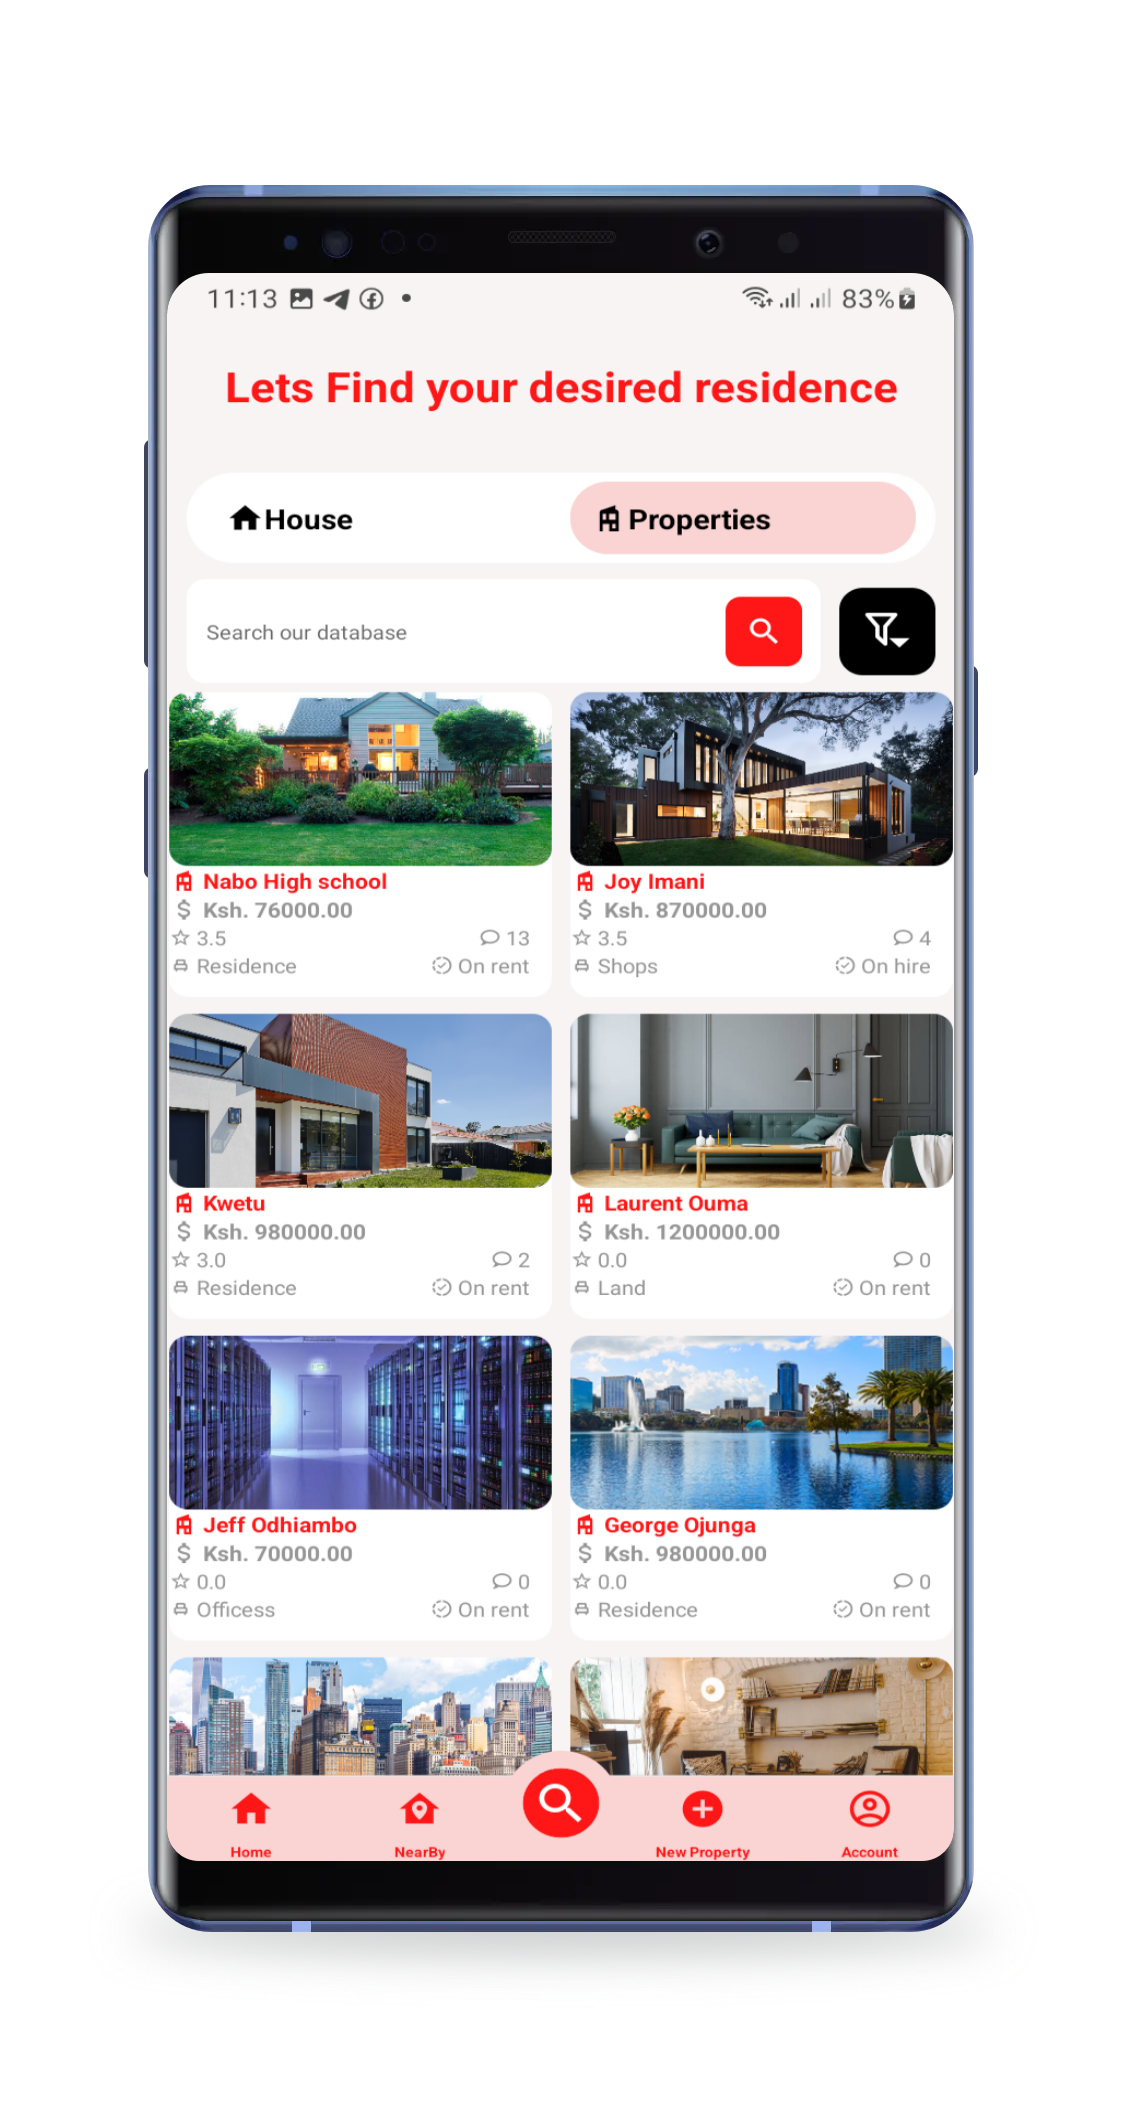 11:13 83%
Lets Find your desired residence
House Properties
Search our database
Nabo High school
Ksh. 76000.00
3.5 13
Residence On rent
Joy Imani
Ksh. 870000.00
3.5 4
Shops On hire
Kwetu
Ksh. 980000.00
3.0 2
Residence On rent
Laurent Ouma
Ksh. 1200000.00
0.0 0
Land On rent
Jeff Odhiambo
Ksh. 70000.00
0.0 0
Officess On rent
George Ojunga
Ksh. 980000.00
0.0 0
Residence On rent
Home NearBy New Property Account